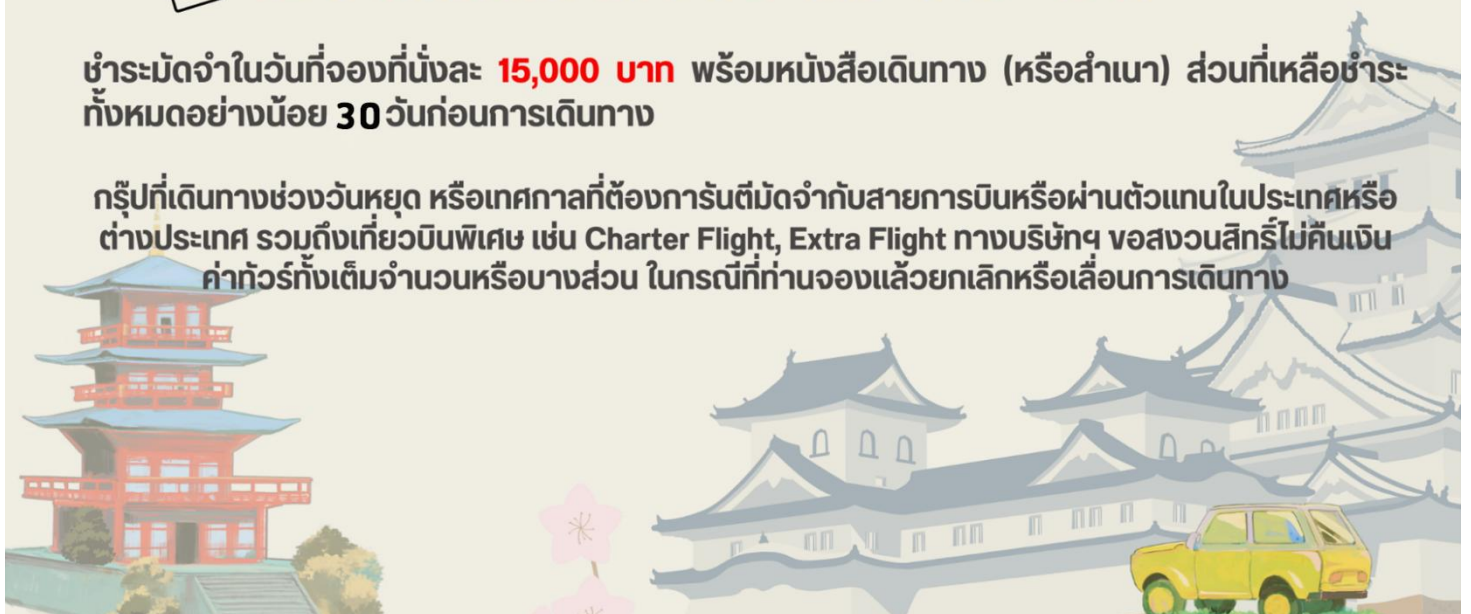 ชำระมัดจำในวันที่จองที่นั่งละ 15,000 บาท พร้อมหนังสือเดินทาง (หรือสำเนา) ส่วนที่เหลือชำระ
ทั้งหมดอย่างน้อย 30 วันก่อนการเดินทาง
กรุ๊ปที่เดินทางช่วงวันหยุด หรือเทศกาลที่ต้องการันตีมัดจำกับสายการบินหรือผ่านตัวแทนในประเทศหรือ
ต่างประเทศ รวมถึงเที่ยวบินพิเศษ เช่น Charter Flight, Extra Flight ทางบริษัทฯ ขอสงวนสิทธิ์ไม่คืนเงิน
ค่าทัวร์ทั้งเต็มจำนวนหรือบางส่วน ในกรณีที่ท่านจองแล้วยกเลิกหรือเลื่อนการเดินทาง